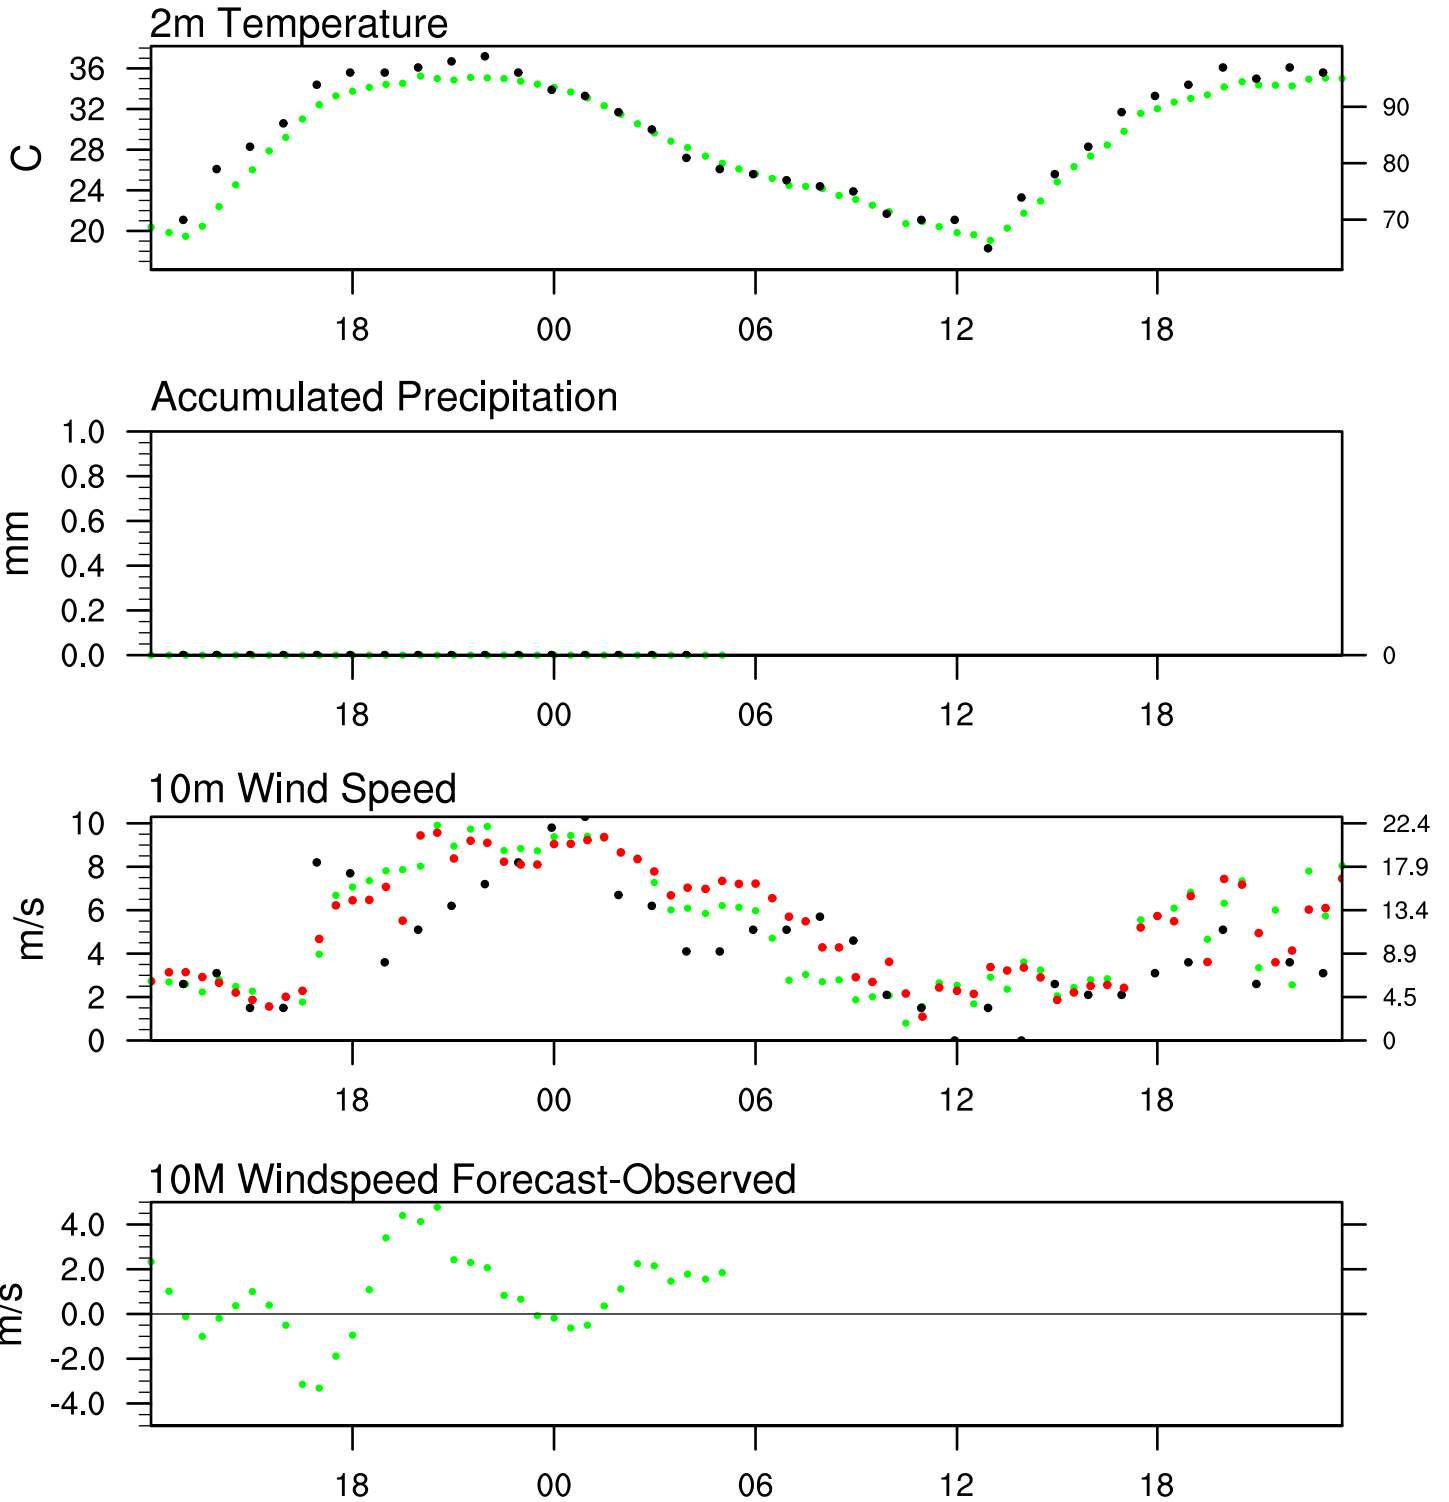 2m Temperature
36
32
28
24
20
C
90
80
70
18 00 06 12 18
Accumulated Precipitation
1.0
0.8
0.6
0.4
0.2
0.0
mm
0
18 00 06 12 18
10m Wind Speed
10
8
6
4
2
0
m/s
22.4
17.9
13.4
8.9
4.5
0
18 00 06 12 18
10M Windspeed Forecast-Observed
4.0
2.0
0.0
-2.0
-4.0
m/s
18 00 06 12 18